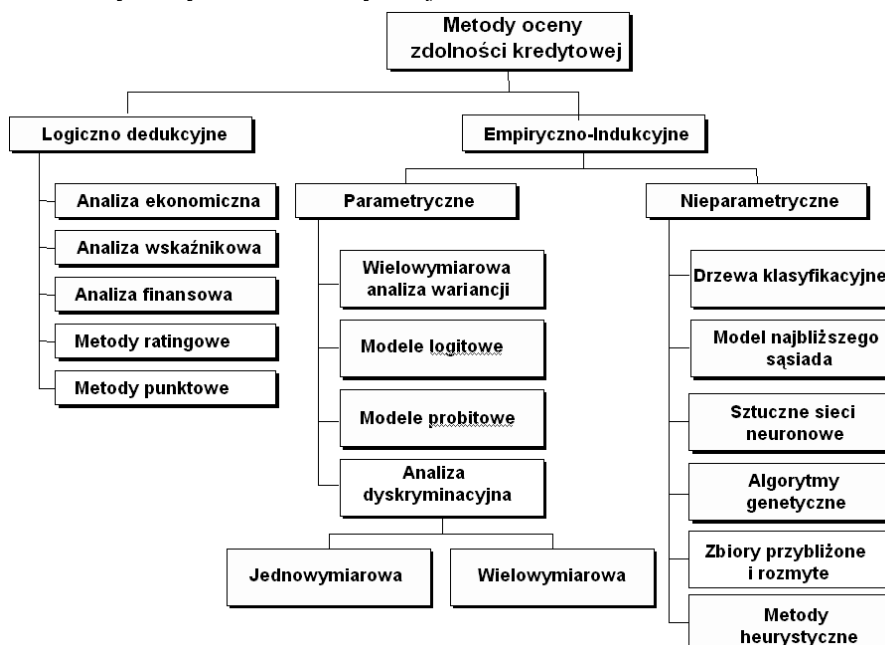 Metody oceny
zdolności kredytowej
Logiczno dedukcyjne
Empiryczno-Indukcyjne
Analiza ekonomiczna
Analiza wskaźnikowa
Analiza finansowa
Metody ratingowe
Metody punktowe
Parametryczne
Wielowymiarowa
analiza wariancji
Modele logitowe
Modele probitowe
Analiza
dyskryminacyjna
Jednowymiarowa
Wielowymiarowa
Nieparametryczne
Drzewa klasyfikacyjne
Model najbliższego
sąsiada
Sztuczne sieci
neuronowe
Algorytmy
genetyczne
Zbiory przybliżone
i rozmyte
Metody
heurystyczne